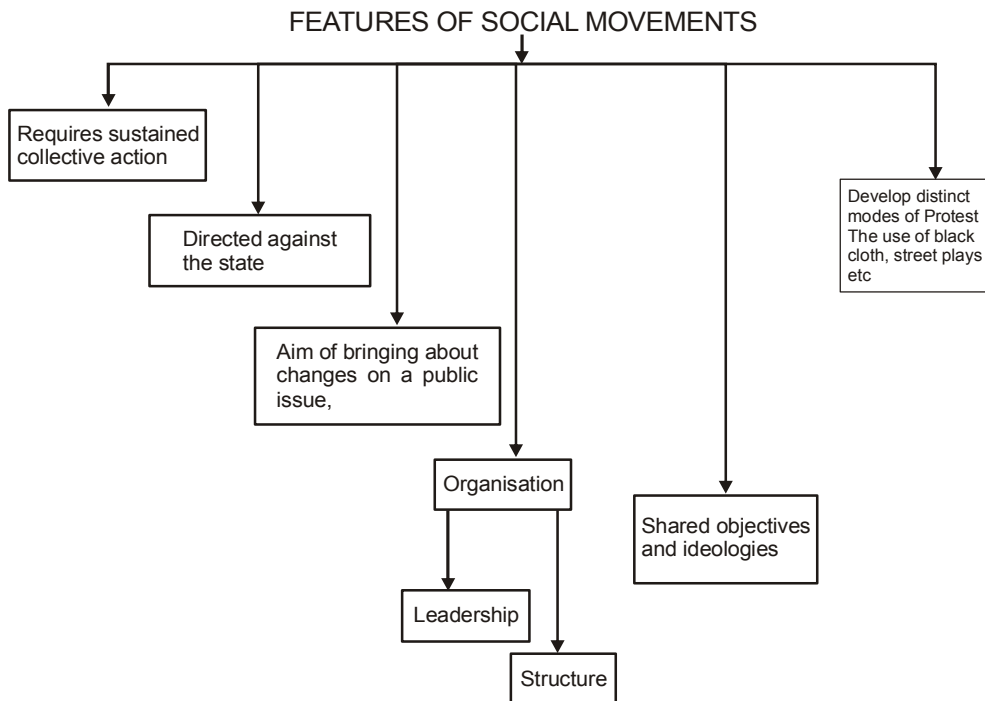 FEATURES OF SOCIAL MOVEMENTS
Requires sustained
collective action
Directed against
the state
Aim of bringing about
changes on a public
issue,
Organisation
Leadership
Structure
Shared objectives
and ideologies
Develop distinct
modes of Protest
The use of black
cloth, street plays
etc